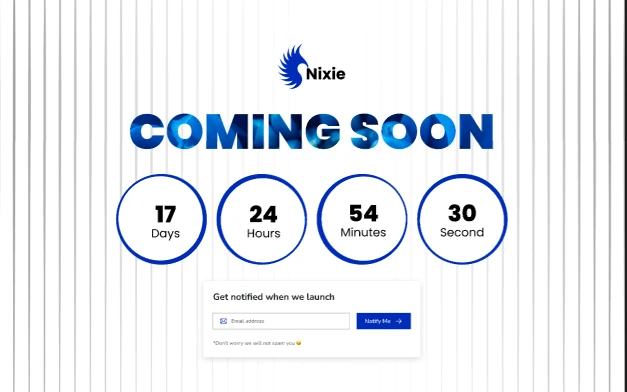 Nixie
COMING SOON
17
Days
24
Hours
54
Minutes
30
Second
Get notified when we launch
Email address
Notify Me →
*Don't worry we will not spam you 😀